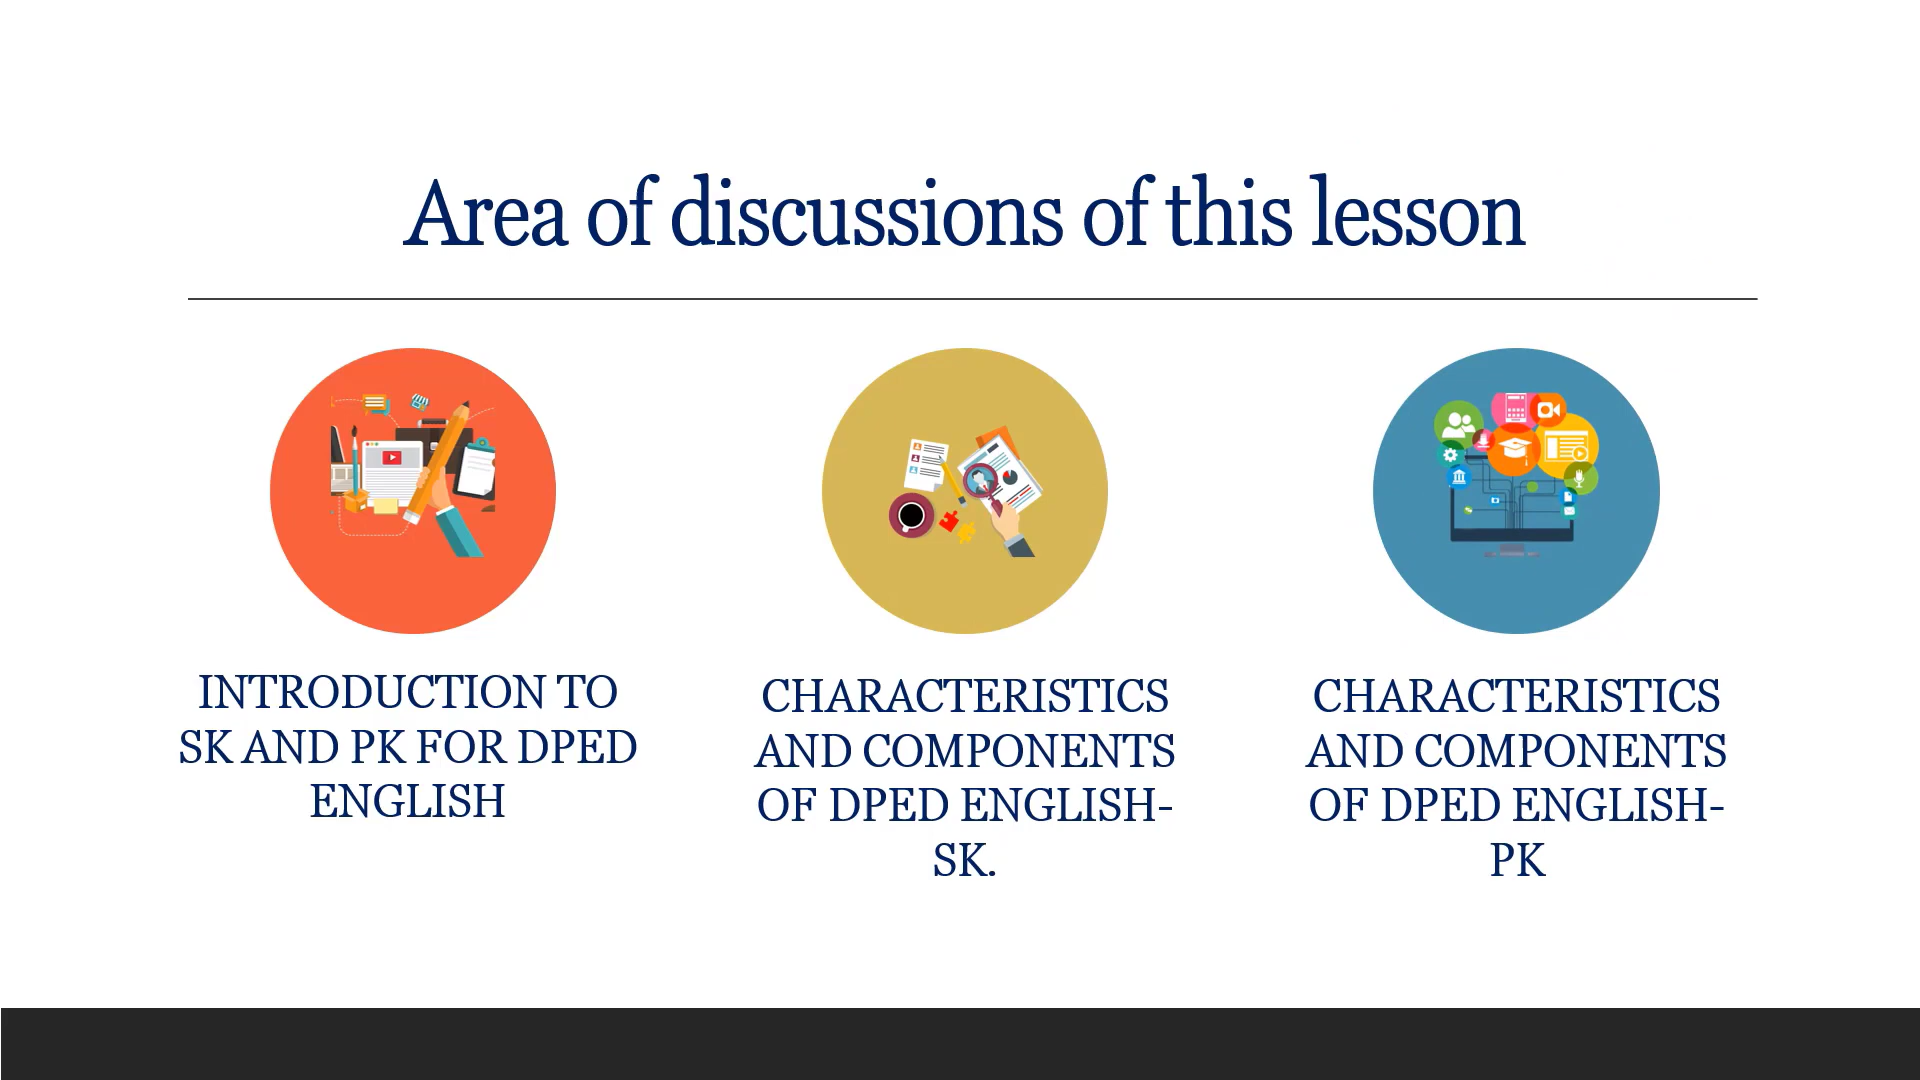 Area of discussions of this lesson
INTRODUCTION TO
SK AND PK FOR DPED
ENGLISH
CHARACTERISTICS
AND COMPONENTS
OF DPED ENGLISH-
SK.
CHARACTERISTICS
AND COMPONENTS
OF DPED ENGLISH-
PK